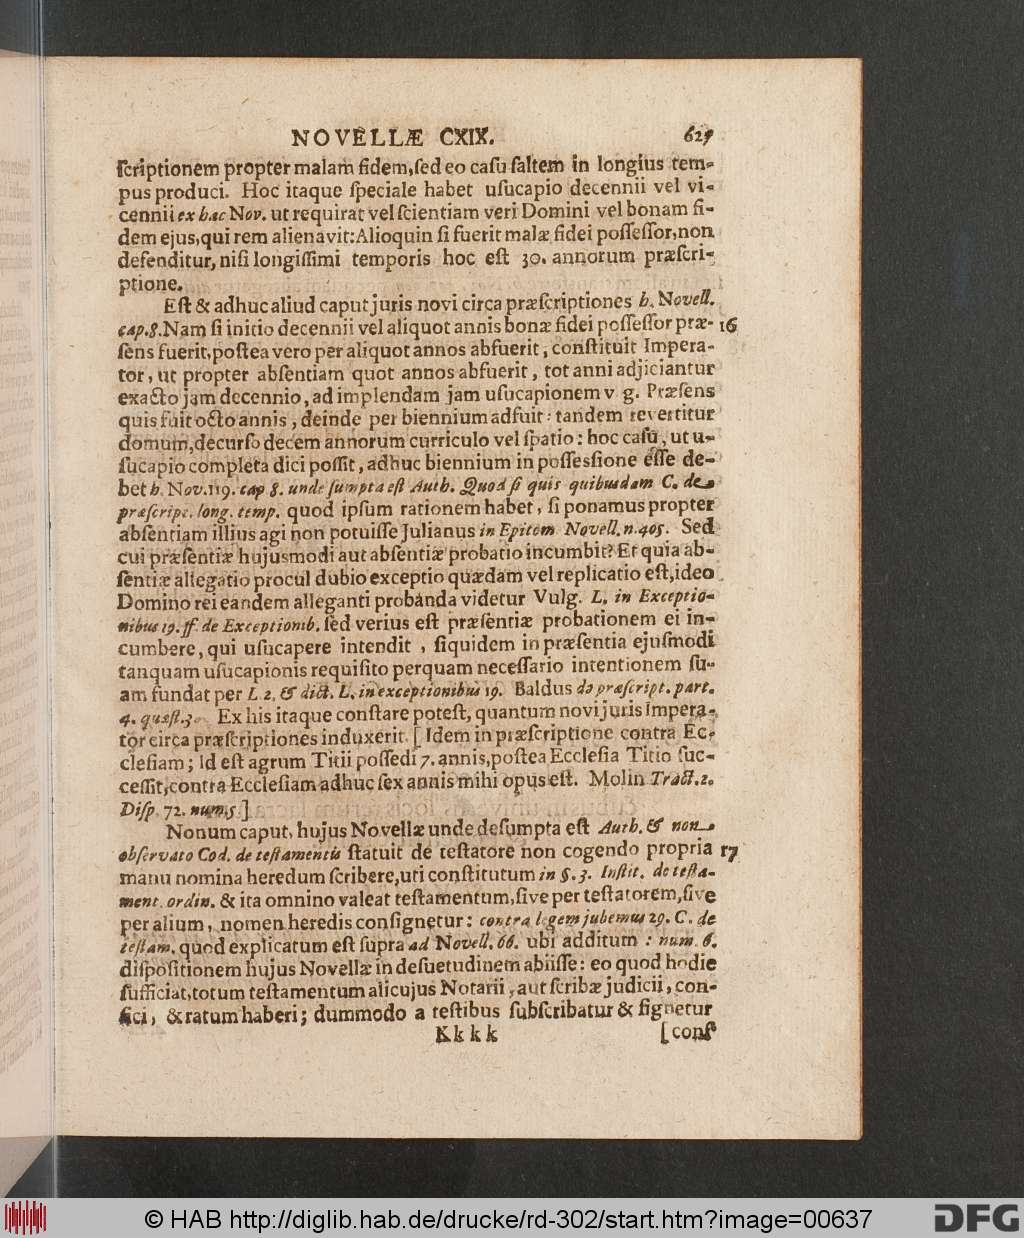 NOVELLÆ CXIX. 629
ſcriptionem propter malam fidem, ſed eo caſu ſaltem in longius tem-
pus produci. Hoc itaque ſpeciale habet uſucapio decennii vel vi-
cennii ex hac Nov. ut requirat vel ſcientiam veri Domini vel bonam fi-
dem ejus, qui rem alienavit: Alioquin ſi fuerit malæ fidei poſſeſſor, non
defenditur, niſi longiſſimi temporis hoc eſt 30. annorum præſcri-
ptione.
Eſt & adhuc aliud caput juris novi circa præſcriptiones h. Novell.
cap. 8. Nam ſi initio decennii vel aliquot annis bonæ fidei poſſeſſor præ- 16
ſens fuerit, poſtea vero per aliquot annos abfuerit, conſtituit Impera-
tor, ut propter abſentiam quot annos abfuerit, tot anni adjiciantur
exacto jam decennio, ad implendam jam uſucapionem v g. Præſens
quis fuit octo annis, deinde per biennium adfuit: tandem revertitur
domum, decurſo decem annorum curriculo vel ſpatio: hoc caſu, ut u-
ſucapio completa dici poſſit, adhuc biennium in poſſesſione eſſe de-
bet h. Nov. 119. cap 8. unde ſumpta eſt Auth. Quod ſi quis quibusdam C. de
præſcript. long. temp. quod ipſum rationem habet, ſi ponamus propter
abſentiam illius agi non potuiſſe Julianus in Epitom. Novell. n. 405. Sed
cui præſentiæ hujusmodi aut abſentiæ probatio incumbit? Et quia ab-
ſentiæ allegatio procul dubio exceptio quædam vel replicatio eſt, ideo
Domino rei eandem alleganti probanda videtur Vulg. L. in Exceptio-
nibus 19. ff. de Exceptionib. ſed verius eſt præſentiæ probationem ei in-
cumbere, qui uſucapere intendit, ſiquidem in præſentia ejuſmodi
tanquam uſucapionis requiſito perquam neceſſario intentionem ſu-
am fundat per L 2. & dict. L. in exceptionibus 19. Baldus de præſcript. part.
4. quæſt. 3. Ex his itaque conſtare poteſt, quantum novi juris Impera-
tor circa præſcriptiones induxerit. [Idem in præſcriptione contra Ec-
cleſiam; Id eſt agrum Titii poſſedi 7. annis, poſtea Eccleſia Titio ſuc-
ceſſit, contra Eccleſiam adhuc ſex annis mihi opus eſt. Molin Tract. 2.
Diſp. 72. num. 5.]
Nonum caput, hujus Novellæ unde deſumpta eſt Auth. & non
obſervato Cod. de teſtamentis ſtatuit de teſtatore non cogendo propria 17
manu nomina heredum ſcribere, uti conſtitutum in §. 3. Inſtit. de teſta-
ment. ordin. & ita omnino valeat teſtamentum, ſive per teſtatorem, ſive
per alium, nomen heredis conſignetur: contra legem jubemus 29. C. de
teſtam. quod explicatum eſt ſupra ad Novell. 66. ubi additum: num. 6.
diſpoſitionem hujus Novellæ in deſuetudinem abiiſſe: eo quod hodie
ſufficiat, totum teſtamentum alicujus Notarii, aut ſcribæ judicii, con-
fici, & ratum haberi; dummodo a teſtibus ſubſcribatur & ſignetur
Kkkk [conſ
© HAB http://diglib.hab.de/drucke/rd-302/start.htm?image=00637 DFG